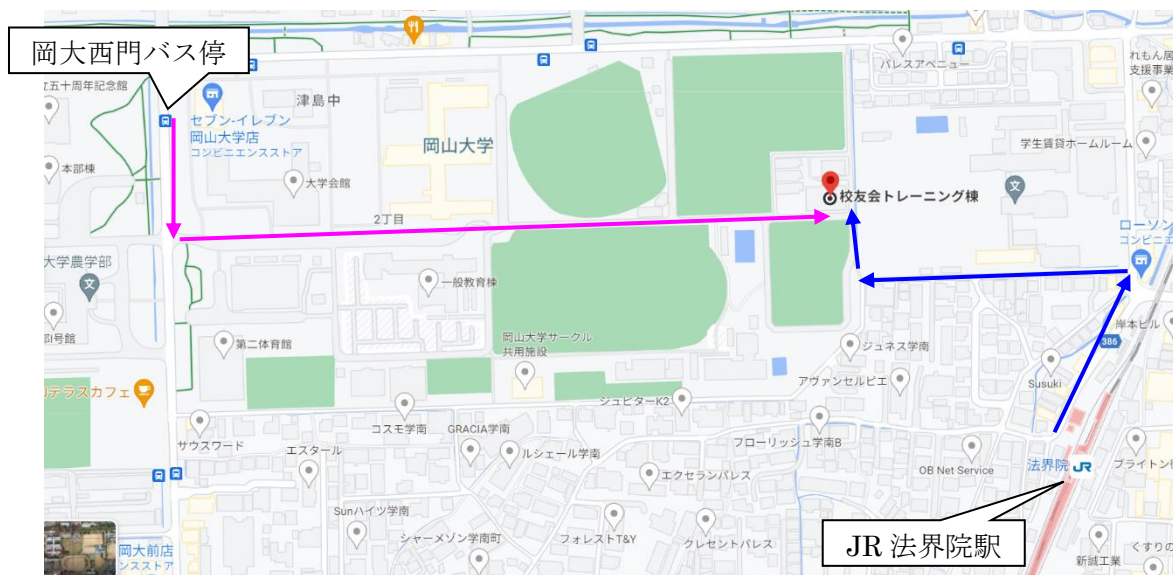 岡大西門バス停
立五十周年記念館
セブン-イレブン
岡山大学店
コンビニエンスストア
津島中
本部棟
大学会館
岡山大学
2丁目
パレスアベニュー
れもん居
支援事業
学生賃貸ホームルーム
校友会トレーニング棟
文
ローソン
コンビニエ
大学農学部
文
一般教育棟
第二体育館
岡山大学サークル
共用施設
ジュネス学南
岸本ビル
386
アヴァンセルピエ
Susuki
テラスカフェ
ジュピターK2
サウスワード
コスモ学南
GRACIA学南
エスタール
ルシェール学南
フローリッシュ学南B
エクセランパレス
OB Net Service
法界院
JR
ブライトン
Sunハイツ学南
シャーメゾン学南町
フォレストT&Y
クレセントパレス
JR 法界院駅
岡大前店
ンスストア
新誠工業
くすりの